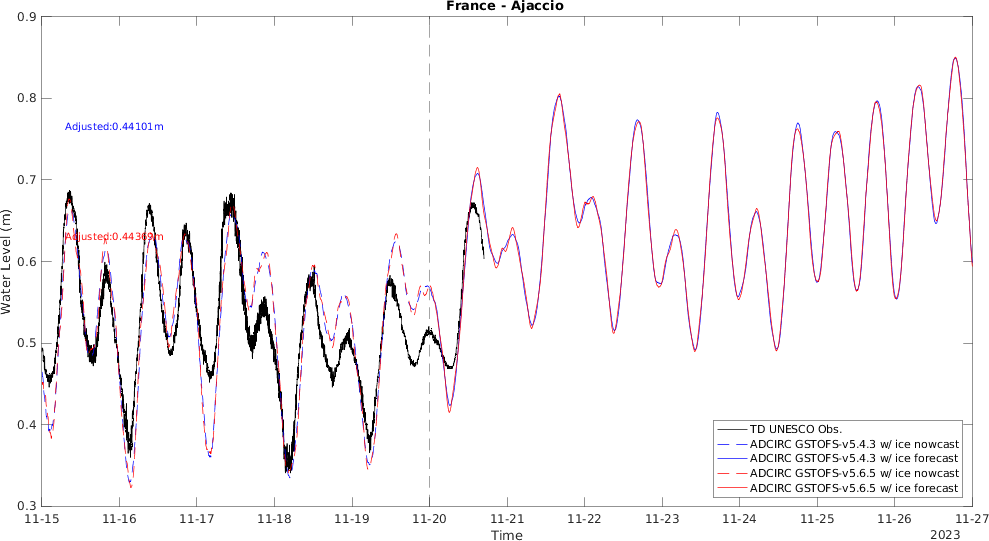 France - Ajaccio
0.9
0.8
0.7
0.6
0.5
0.4
0.3
Water Level (m)
Adjusted:0.44101m
Adjusted:0.44369m
TD UNESCO Obs.
ADCIRC GSTOFS-v5.4.3 w/ ice nowcast
ADCIRC GSTOFS-v5.4.3 w/ ice forecast
ADCIRC GSTOFS-v5.6.5 w/ ice nowcast
ADCIRC GSTOFS-v5.6.5 w/ ice forecast
11-15 11-16 11-17 11-18 11-19 11-20 11-21 11-22 11-23 11-24 11-25 11-26 11-27
Time
2023